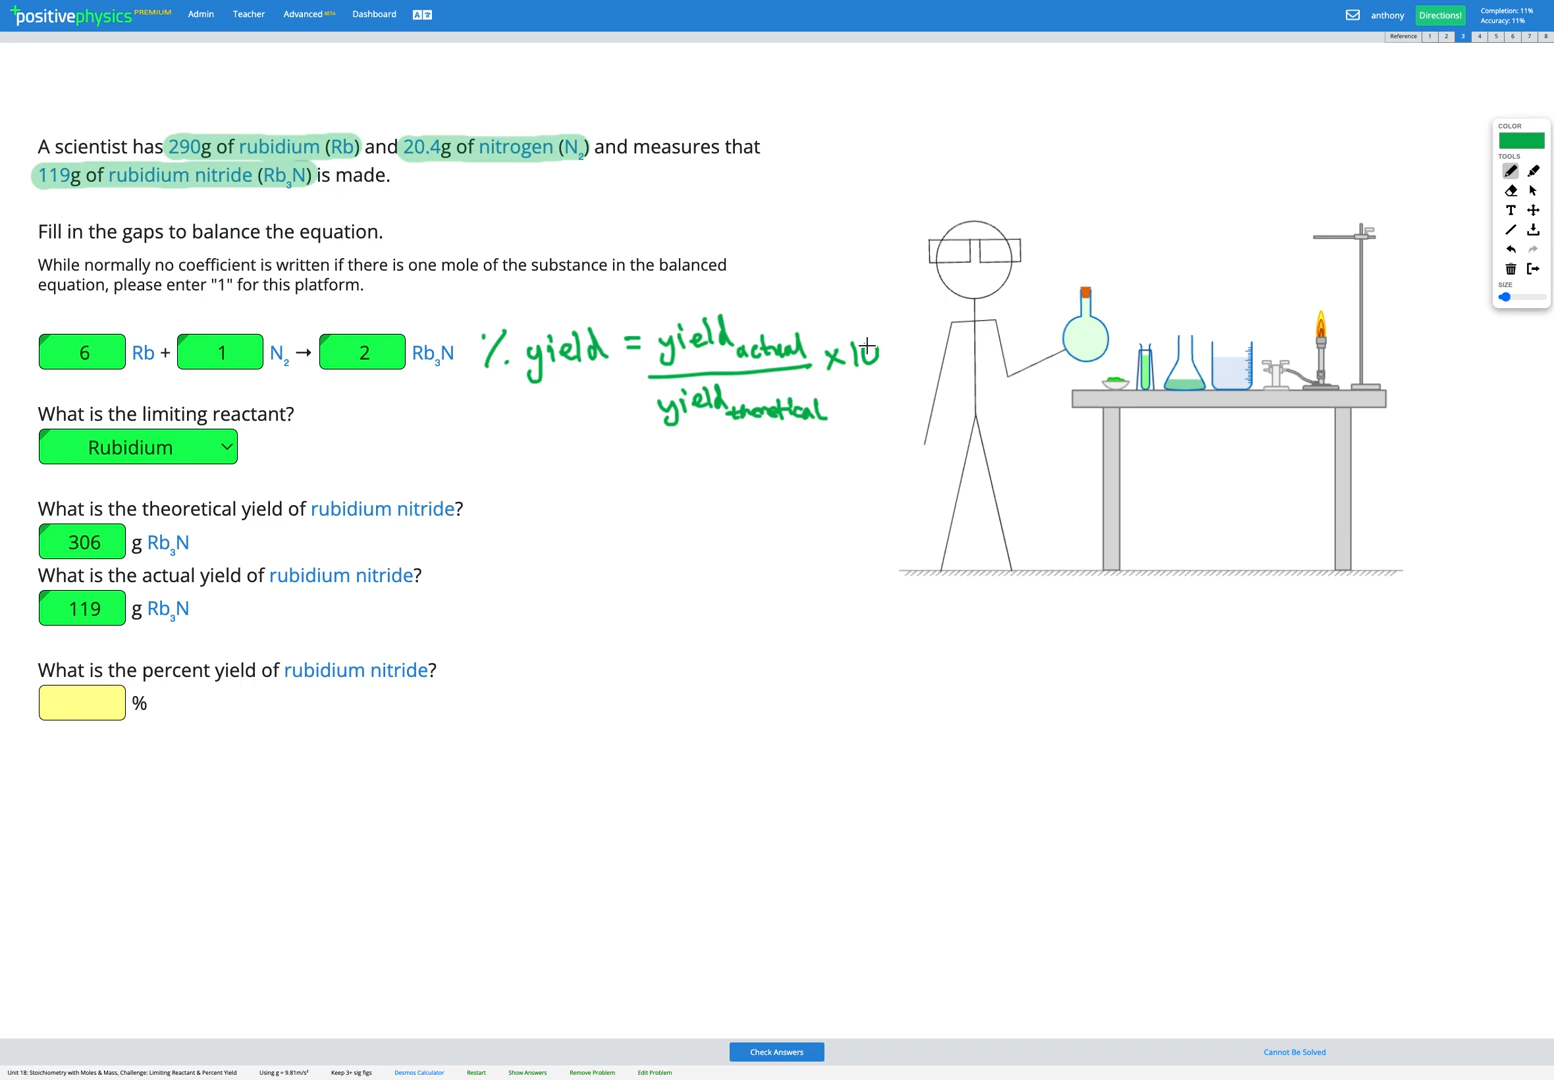 +positivephysics PREMIUM Admin Teacher Advanced BETA Dashboard anthony Directions! Completion: 11%
Accuracy: 11%
Reference 1 2 3 4 5 6 7 8
A scientist has 290g of rubidium (Rb) and 20.4g of nitrogen (N₂) and measures that
119g of rubidium nitride (Rb₃N) is made.
Fill in the gaps to balance the equation.
While normally no coefficient is written if there is one mole of the substance in the balanced
equation, please enter "1" for this platform.
6 Rb + 1 N₂ → 2 Rb₃N
% yield = yield actual × 10
yield theoretical
What is the limiting reactant?
Rubidium
What is the theoretical yield of rubidium nitride?
306 g Rb₃N
What is the actual yield of rubidium nitride?
119 g Rb₃N
What is the percent yield of rubidium nitride?
%
COLOR
TOOLS
T
SIZE
Check Answers Cannot Be Solved
Unit 18: Stoichiometry with Moles & Mass, Challenge: Limiting Reactant & Percent Yield Using g = 9.81m/s² Keep 3+ sig figs Desmos Calculator Restart Show Answers Remove Problem Edit Problem